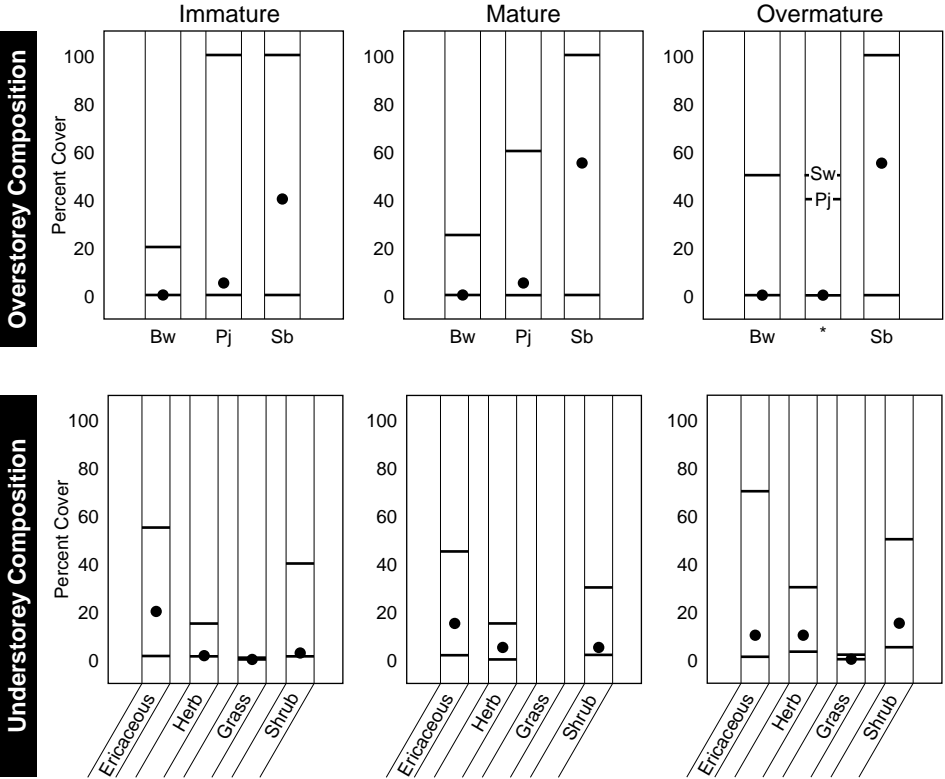 Immature Mature Overmature
Overstorey Composition
Percent Cover
100 100 100
80 80 80
60 60 60
Sw
40 40 40
Pj
20 20 20
0 0 0
Bw Pj Sb Bw Pj Sb Bw * Sb
Understorey Composition
Percent Cover
100 100 100
80 80 80
60 60 60
40 40 40
20 20 20
0 0 0
Ericaceous Herb Grass Shrub Ericaceous Herb Grass Shrub Ericaceous Herb Grass Shrub